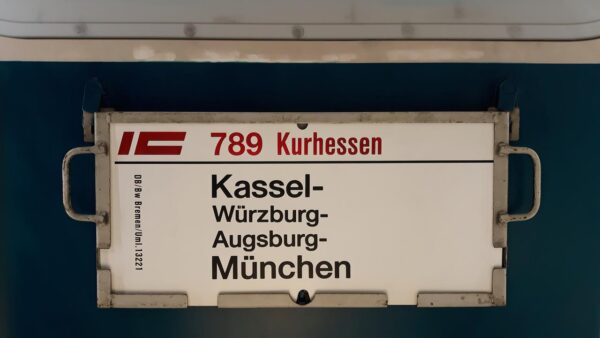 IC 789 Kurhessen
Kassel-
Würzburg-
Augsburg-
München
DB/Bw Bremen/Uml. 13221